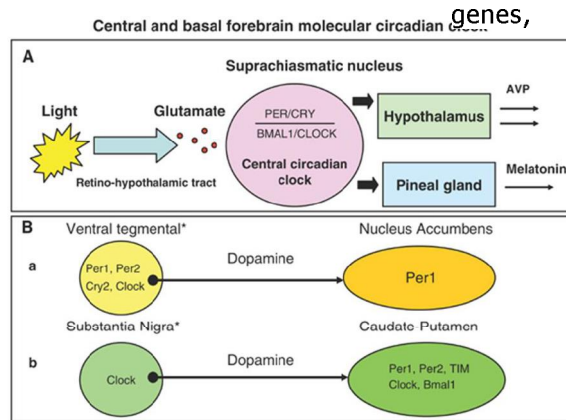 genes,
Central and basal forebrain molecular circadian clock
A
Suprachiasmatic nucleus
Light
Glutamate
Retino-hypothalamic tract
PER/CRY
BMAL1/CLOCK
Central circadian
clock
Hypothalamus
AVP
Pineal gland
Melatonin
B
Ventral tegmental*
Nucleus Accumbens
a
Per1, Per2
Cry2, Clock
Dopamine
Per1
Substantia Nigra*
Caudate-Putamen
b
Clock
Dopamine
Per1, Per2, TIM
Clock, Bmal1